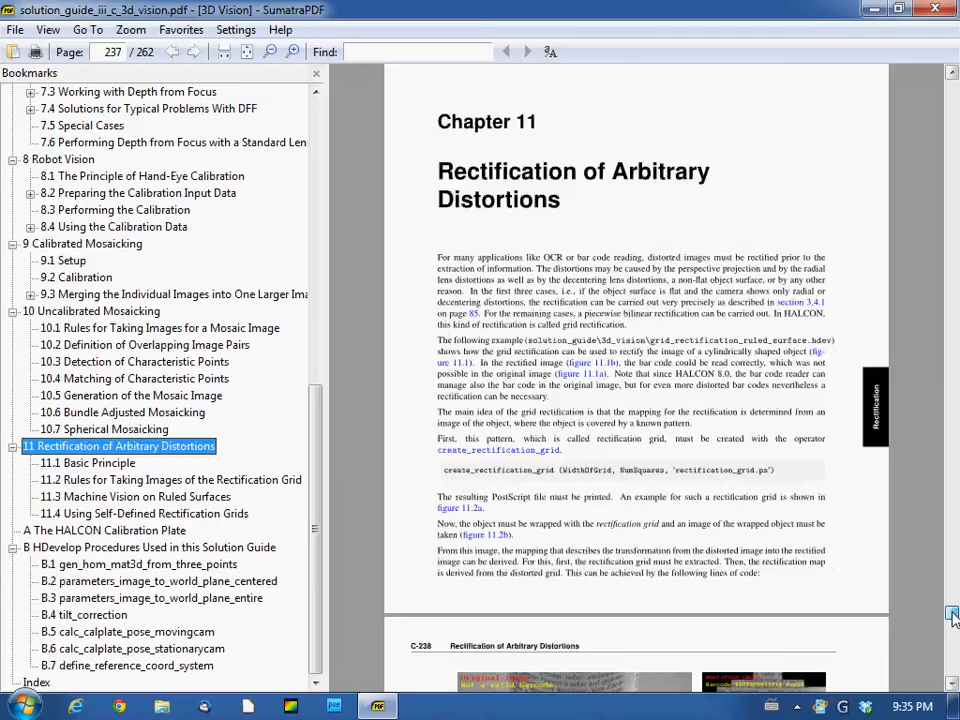 solution_guide_iii_c_3d_vision.pdf - [3D Vision] - SumatraPDF
File View Go To Zoom Favorites Settings Help
Page: 237 / 262 Find:
Bookmarks
7.3 Working with Depth from Focus
7.4 Solutions for Typical Problems With DFF
7.5 Special Cases
7.6 Performing Depth from Focus with a Standard Len
8 Robot Vision
8.1 The Principle of Hand-Eye Calibration
8.2 Preparing the Calibration Input Data
8.3 Performing the Calibration
8.4 Using the Calibration Data
9 Calibrated Mosaicking
9.1 Setup
9.2 Calibration
9.3 Merging the Individual Images into One Larger Ima
10 Uncalibrated Mosaicking
10.1 Rules for Taking Images for a Mosaic Image
10.2 Definition of Overlapping Image Pairs
10.3 Detection of Characteristic Points
10.4 Matching of Characteristic Points
10.5 Generation of the Mosaic Image
10.6 Bundle Adjusted Mosaicking
10.7 Spherical Mosaicking
11 Rectification of Arbitrary Distortions
11.1 Basic Principle
11.2 Rules for Taking Images of the Rectification Grid
11.3 Machine Vision on Ruled Surfaces
11.4 Using Self-Defined Rectification Grids
A The HALCON Calibration Plate
B HDevelop Procedures Used in this Solution Guide
B.1 gen_hom_mat3d_from_three_points
B.2 parameters_image_to_world_plane_centered
B.3 parameters_image_to_world_plane_entire
B.4 tilt_correction
B.5 calc_calplate_pose_movingcam
B.6 calc_calplate_pose_stationarycam
B.7 define_reference_coord_system
Index
Chapter 11
Rectification of Arbitrary
Distortions
For many applications like OCR or bar code reading, distorted images must be rectified prior to the
extraction of information. The distortions may be caused by the perspective projection and by the radial
lens distortions as well as by the decentering lens distortions, a non-flat object surface, or by any other
reason. In the first three cases, i.e., if the object surface is flat and the camera shows only radial or
decentering distortions, the rectification can be carried out very precisely as described in section 3.4.1
on page 85. For the remaining cases, a piecewise bilinear rectification can be carried out. In HALCON,
this kind of rectification is called grid rectification.
The following example (solution_guide\3d_vision\grid_rectification_ruled_surface.hdev)
shows how the grid rectification can be used to rectify the image of a cylindrically shaped object (fig-
ure 11.1). In the rectified image (figure 11.1b), the bar code could be read correctly, which was not
possible in the original image (figure 11.1a). Note that since HALCON 8.0, the bar code reader can
manage also the bar code in the original image, but for even more distorted bar codes nevertheless a
rectification can be necessary.
The main idea of the grid rectification is that the mapping for the rectification is determined from an
image of the object, where the object is covered by a known pattern.
First, this pattern, which is called rectification grid, must be created with the operator
create_rectification_grid.
create_rectification_grid (WidthOfGrid, NumSquares, 'rectification_grid.ps')
The resulting PostScript file must be printed. An example for such a rectification grid is shown in
figure 11.2a.
Now, the object must be wrapped with the rectification grid and an image of the wrapped object must be
taken (figure 11.2b).
From this image, the mapping that describes the transformation from the distorted image into the rectified
image can be derived. For this, first, the rectification grid must be extracted. Then, the rectification map
is derived from the distorted grid. This can be achieved by the following lines of code:
Rectification
C-238 Rectification of Arbitrary Distortions
Original image
Not a valid barcode
9:35 PM